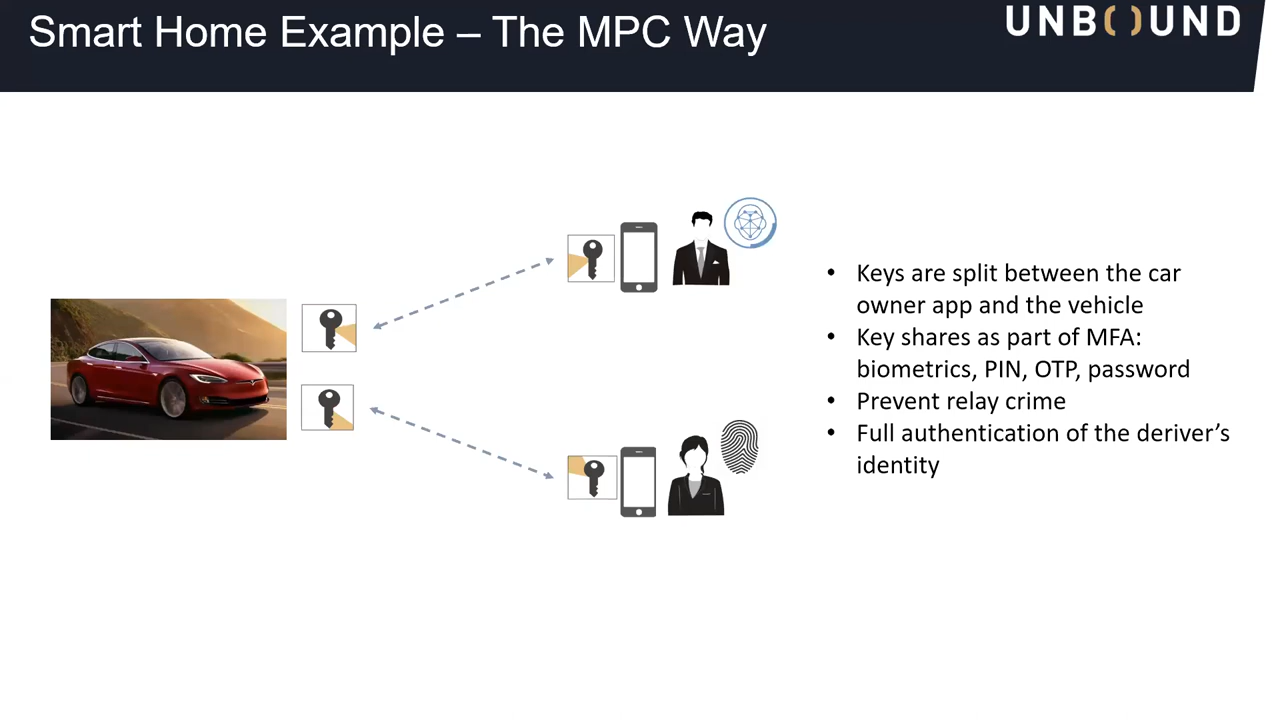 Smart Home Example – The MPC Way
UNBOUND
• Keys are split between the car
owner app and the vehicle
• Key shares as part of MFA:
biometrics, PIN, OTP, password
• Prevent relay crime
• Full authentication of the deriver’s
identity